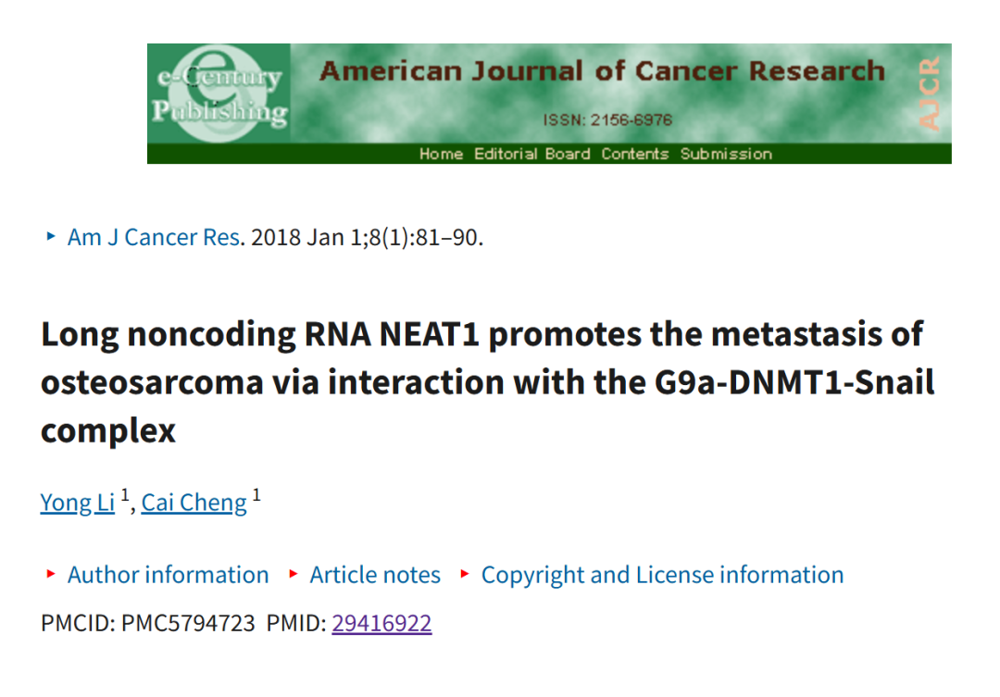 e-Century
Publishing
American Journal of Cancer Research
ISSN: 2156-6976
AJCR
Home Editorial Board Contents Submission
Am J Cancer Res. 2018 Jan 1;8(1):81–90.
Long noncoding RNA NEAT1 promotes the metastasis of
osteosarcoma via interaction with the G9a-DNMT1-Snail
complex
Yong Li 1, Cai Cheng 1
Author information Article notes Copyright and License information
PMCID: PMC5794723 PMID: 29416922